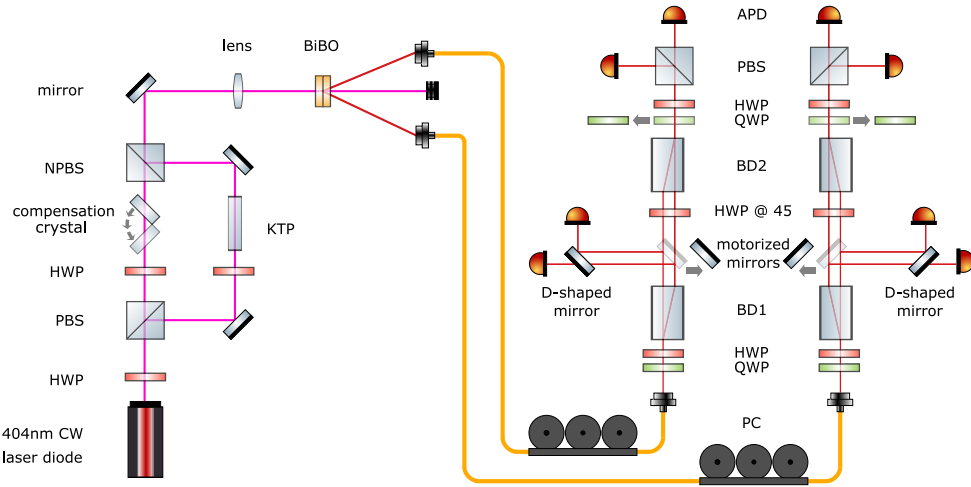 APD
lens
BiBO
PBS
mirror
HWP
QWP
NPBS
BD2
compensation
crystal
KTP
HWP @ 45
motorized
mirrors
HWP
D-shaped
mirror
D-shaped
mirror
PBS
BD1
HWP
QWP
HWP
PC
404nm CW
laser diode